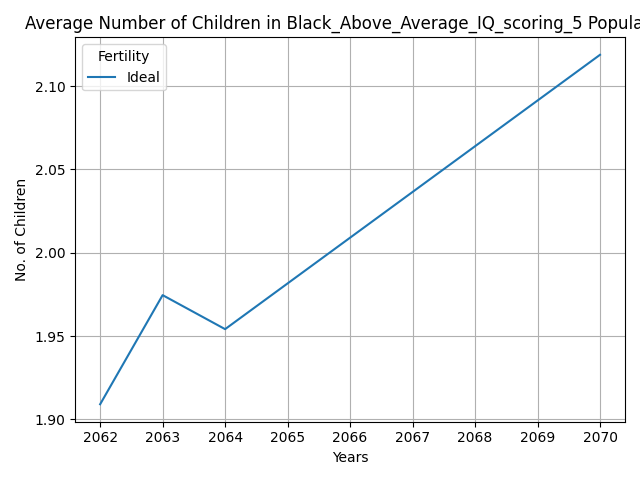 Average Number of Children in Black_Above_Average_IQ_scoring_5 Popula
Fertility
Ideal
2.10
2.05
2.00
1.95
1.90
No. of Children
2062 2063 2064 2065 2066 2067 2068 2069 2070
Years